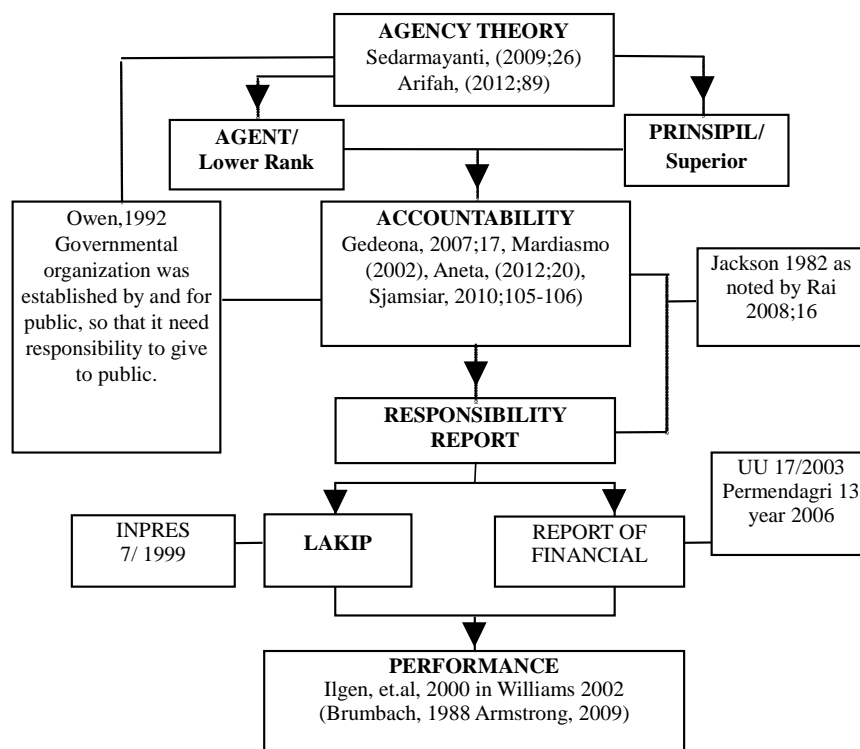 AGENCY THEORY
Sedarmayanti, (2009;26)
Arifah, (2012;89)
AGENT/
Lower Rank
PRINSIPIL/
Superior
Owen,1992
Governmental
organization was
established by and for
public, so that it need
responsibility to give
to public.
ACCOUNTABILITY
Gedeona, 2007;17, Mardiasmo
(2002), Aneta, (2012;20),
Sjamsiar, 2010;105-106)
Jackson 1982 as
noted by Rai
2008;16
RESPONSIBILITY
REPORT
UU 17/2003
Permendagri 13
year 2006
INPRES
7/ 1999
LAKIP
REPORT OF
FINANCIAL
PERFORMANCE
Ilgen, et.al, 2000 in Williams 2002
(Brumbach, 1988 Armstrong, 2009)